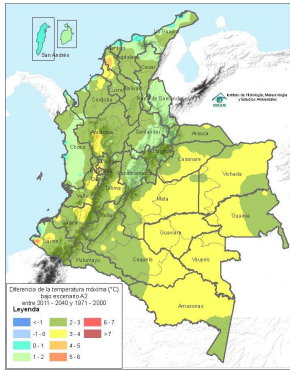 San Andrés
La Guajira
Magdalena
Cesar
Sucre
Bolívar
Córdoba
Norte de Santander
Instituto de Hidrología, Meteorología
y Estudios Ambientales
IDEAM
Antioquia
Santander
Arauca
Chocó
Casanare
Cundinamarca
Vichada
Tolima
Meta
Valle
Guainía
Huila
Cauca
Guaviare
Nariño
Vaupés
Caquetá
Putumayo
Amazonas
Diferencia de la temperatura máxima (°C)
bajo escenario A2
entre 2011 - 2040 y 1971 - 2000
Leyenda
< -1 2 - 3 6 - 7
-1 - 0 3 - 4 >7
0 - 1 4 - 5
1 - 2 5 - 6